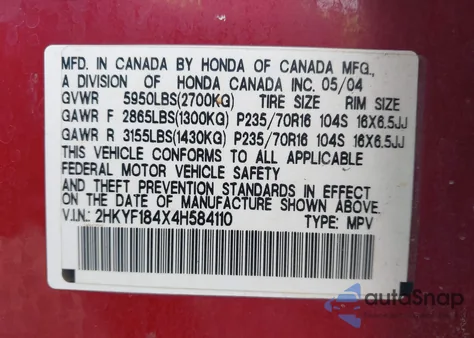 MFD. IN CANADA BY HONDA OF CANADA MFG.,
A DIVISION OF HONDA CANADA INC. 05/04
GVWR 5950LBS(2700KG) TIRE SIZE RIM SIZE
GAWR F 2865LBS(1300KG) P235/70R16 104S 16X6.5JJ
GAWR R 3155LBS(1430KG) P235/70R16 104S 16X6.5JJ
THIS VEHICLE CONFORMS TO ALL APPLICABLE
FEDERAL MOTOR VEHICLE SAFETY
AND THEFT PREVENTION STANDARDS IN EFFECT
ON THE DATE OF MANUFACTURE SHOWN ABOVE.
V.I.N.: 2HKYF184X4H584110 TYPE: MPV
autoSnap